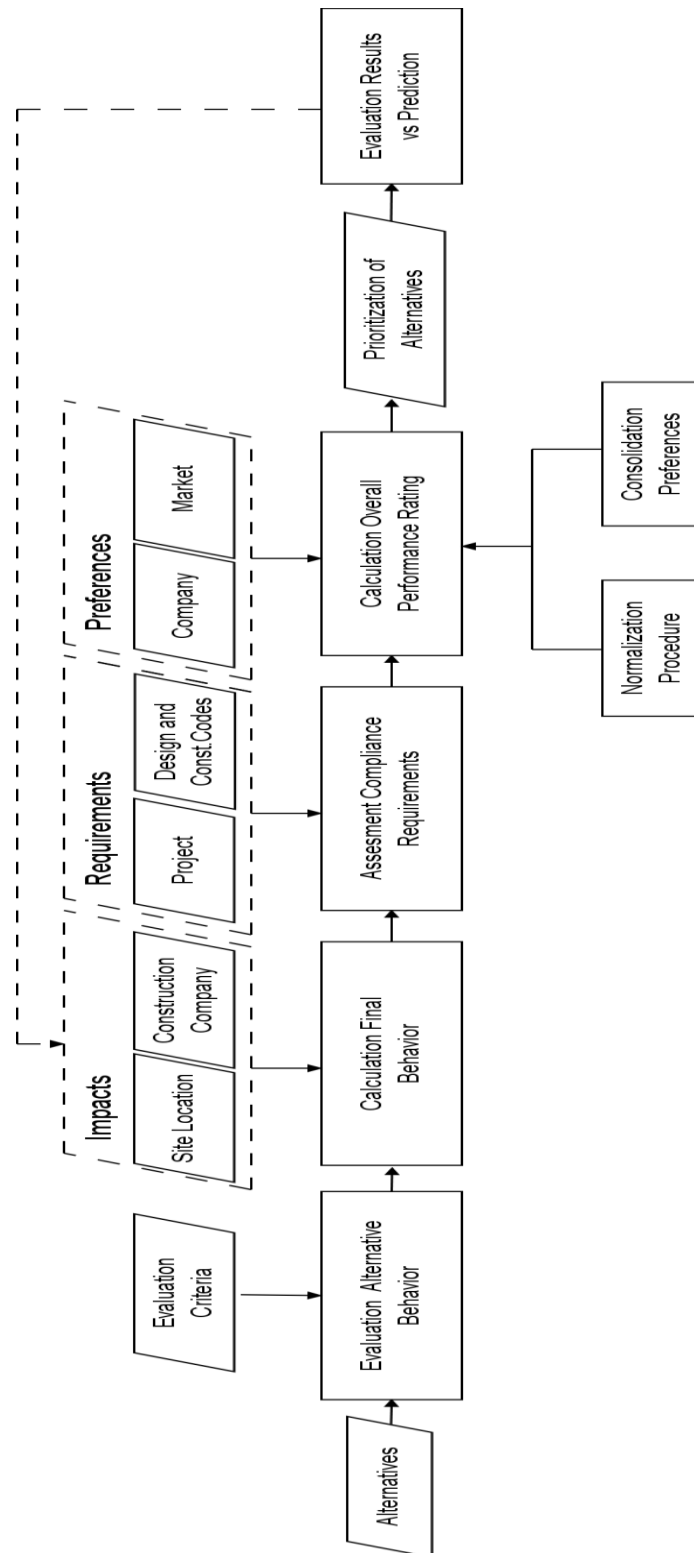 Impacts
Requirements
Preferences
Evaluation
Criteria
Site Location
Construction
Company
Project
Design and
Const.Codes
Company
Market
Alternatives
Evaluation Alternative
Behavior
Calculation Final
Behavior
Assesment Compliance
Requirements
Calculation Overall
Performance Rating
Prioritization of
Alternatives
Evaluation Results
vs Prediction
Normalization
Procedure
Consolidation
Preferences